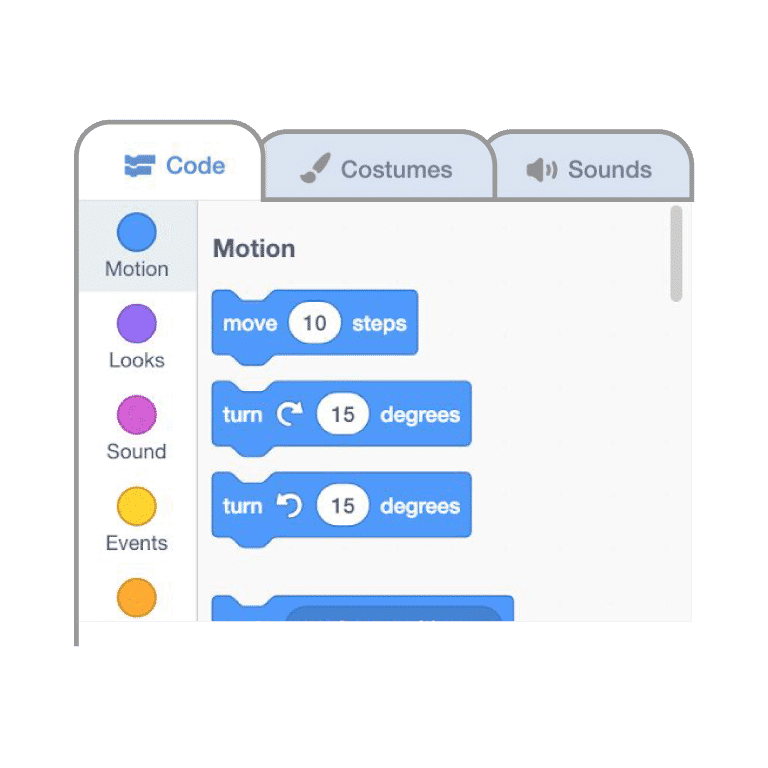 Code
Costumes
Sounds
Motion
Looks
Sound
Events
Motion
move 10 steps
turn 15 degrees
turn 15 degrees